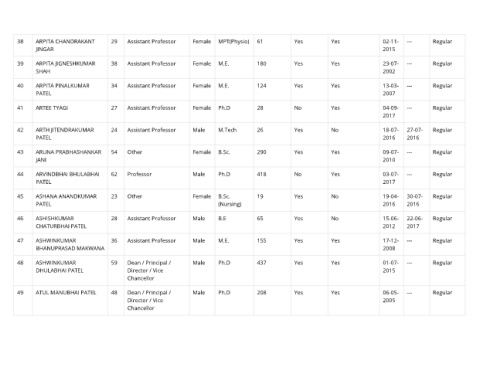 38 ARPITA CHANDRAKANT 29 Assistant Professor Female MPT(Physio) 61 Yes Yes 02-11- --- Regular
JINGAR 2015
39 ARPITA JIGNESHKUMAR 38 Assistant Professor Female M.E. 180 Yes Yes 23-07- --- Regular
SHAH 2002
40 ARPITA PINALKUMAR 34 Assistant Professor Female M.E. 124 Yes Yes 13-03- --- Regular
PATEL 2007
41 ARTEE TYAGI 27 Assistant Professor Female Ph.D 28 No Yes 04-09- --- Regular
2017
42 ARTH JITENDRAKUMAR 24 Assistant Professor Male M.Tech 26 Yes No 18-07- 27-07- Regular
PATEL 2016 2016
43 ARUNA PRABHASHANKAR 54 Other Female B.Sc. 290 Yes Yes 09-07- --- Regular
JANI 2010
44 ARVINDBHAI BHULABHAI 62 Professor Male Ph.D 418 No Yes 03-07- --- Regular
PATEL 2017
45 ASHANA ANANDKUMAR 23 Other Female B.Sc. 19 Yes No 19-04- 30-07- Regular
PATEL (Nursing) 2016 2016
46 ASHISHKUMAR 28 Assistant Professor Male B.E 65 Yes No 15-06- 22-06- Regular
CHATURBHAI PATEL 2012 2017
47 ASHWINKUMAR 36 Assistant Professor Male M.E. 155 Yes Yes 17-12- --- Regular
BHANUPRASAD MAKWANA 2008
48 ASHWINKUMAR 59 Dean / Principal / Male Ph.D 437 Yes Yes 01-07- --- Regular
DHULABHAI PATEL Director / Vice 2015
Chancellor
49 ATUL MANUBHAI PATEL 48 Dean / Principal / Male Ph.D 208 Yes Yes 06-05- --- Regular
Director / Vice 2005
Chancellor